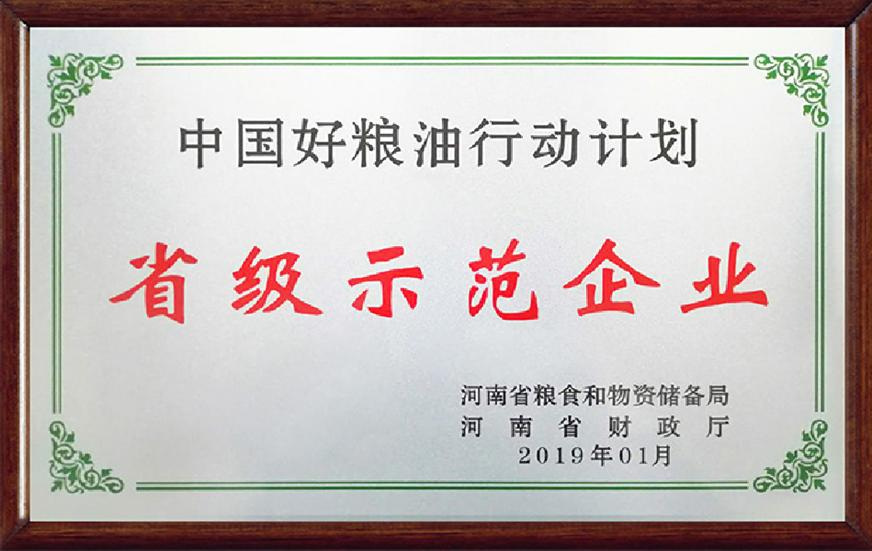 中国好粮油行动计划
省级示范企业
河南省粮食和物资储备局
河南省财政厅
2019年01月